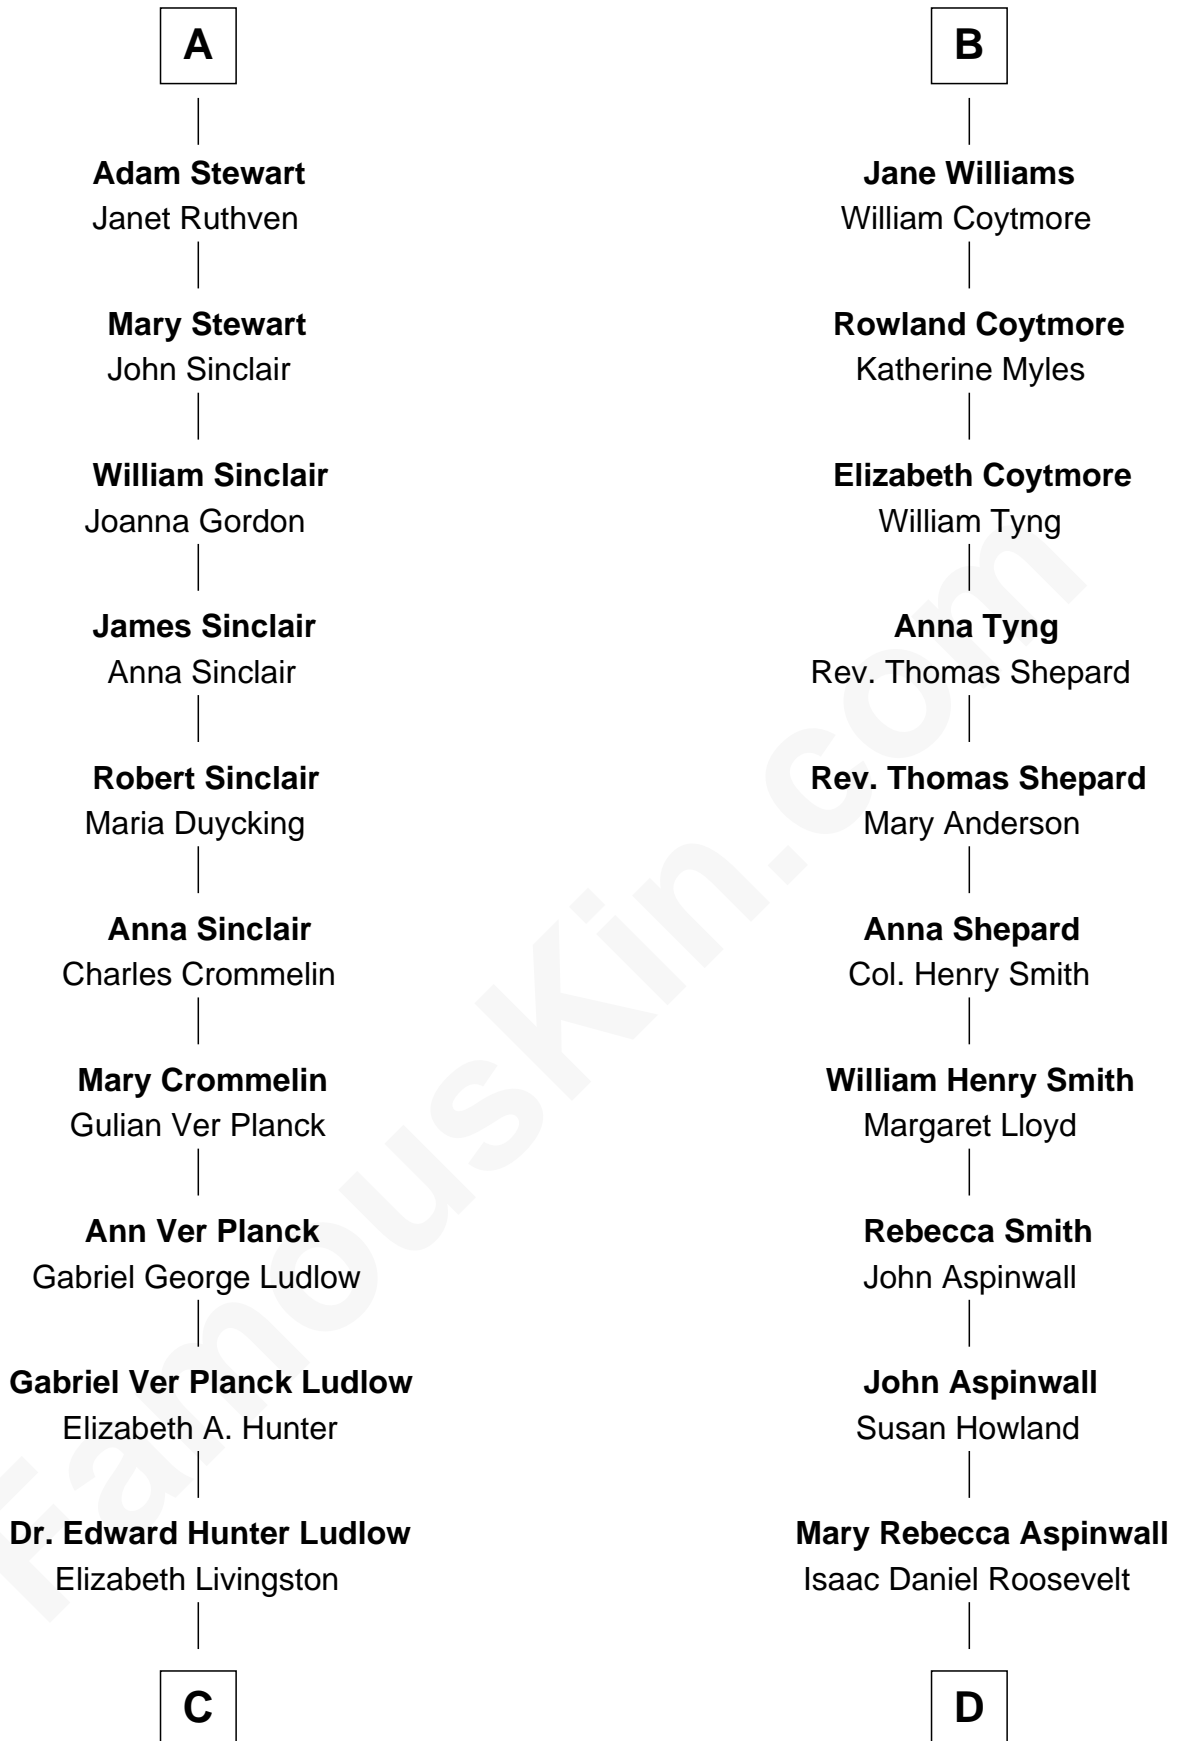 A
Adam Stewart
Janet Ruthven
Mary Stewart
John Sinclair
William Sinclair
Joanna Gordon
James Sinclair
Anna Sinclair
Robert Sinclair
Maria Duycking
Anna Sinclair
Charles Crommelin
Mary Crommelin
Gulian Ver Planck
Ann Ver Planck
Gabriel George Ludlow
Gabriel Ver Planck Ludlow
Elizabeth A. Hunter
Dr. Edward Hunter Ludlow
Elizabeth Livingston
C
B
Jane Williams
William Coytmore
Rowland Coytmore
Katherine Myles
Elizabeth Coytmore
William Tyng
Anna Tyng
Rev. Thomas Shepard
Rev. Thomas Shepard
Mary Anderson
Anna Shepard
Col. Henry Smith
William Henry Smith
Margaret Lloyd
Rebecca Smith
John Aspinwall
John Aspinwall
Susan Howland
Mary Rebecca Aspinwall
Isaac Daniel Roosevelt
D
FamousKin.com